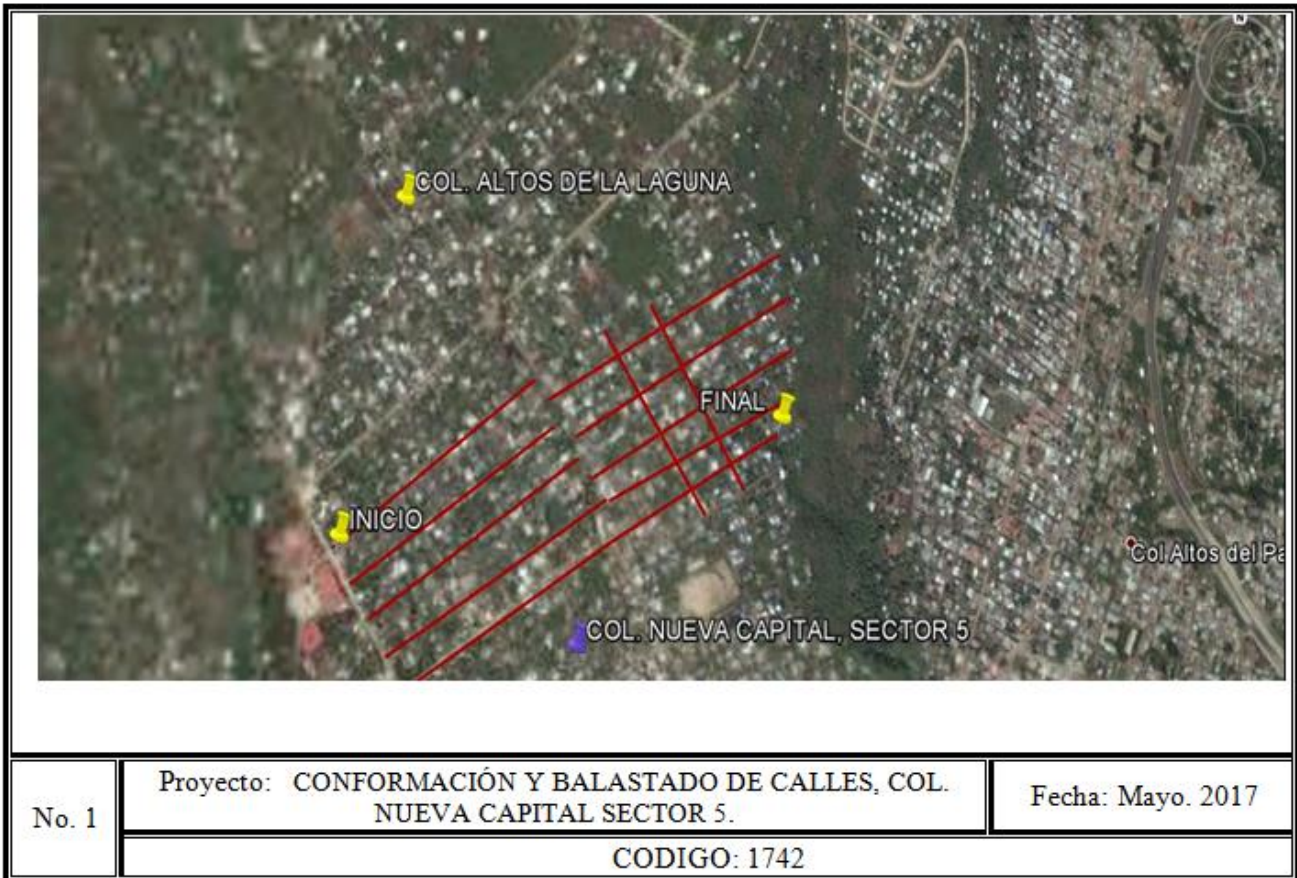 N
COL. ALTOS DE LA LAGUNA
FINAL
INICIO
Col Altos del Pa
COL. NUEVA CAPITAL, SECTOR 5
No. 1
Proyecto: CONFORMACIÓN Y BALASTADO DE CALLES, COL.
NUEVA CAPITAL SECTOR 5.
Fecha: Mayo. 2017
CODIGO: 1742